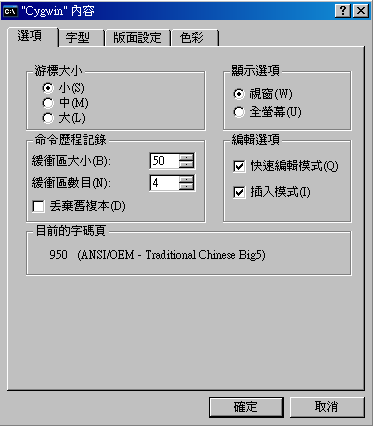 "Cygwin" 內容
選項 字型 版面設定 色彩
游標大小
小(S)
中(M)
大(L)
顯示選項
視窗(W)
全螢幕(U)
命令歷程記錄
緩衝區大小(B): 50
緩衝區數目(N): 4
丟棄舊複本(D)
編輯選項
快速編輯模式(Q)
插入模式(I)
目前的字碼頁
950 (ANSI/OEM - Traditional Chinese Big5)
確定 取消